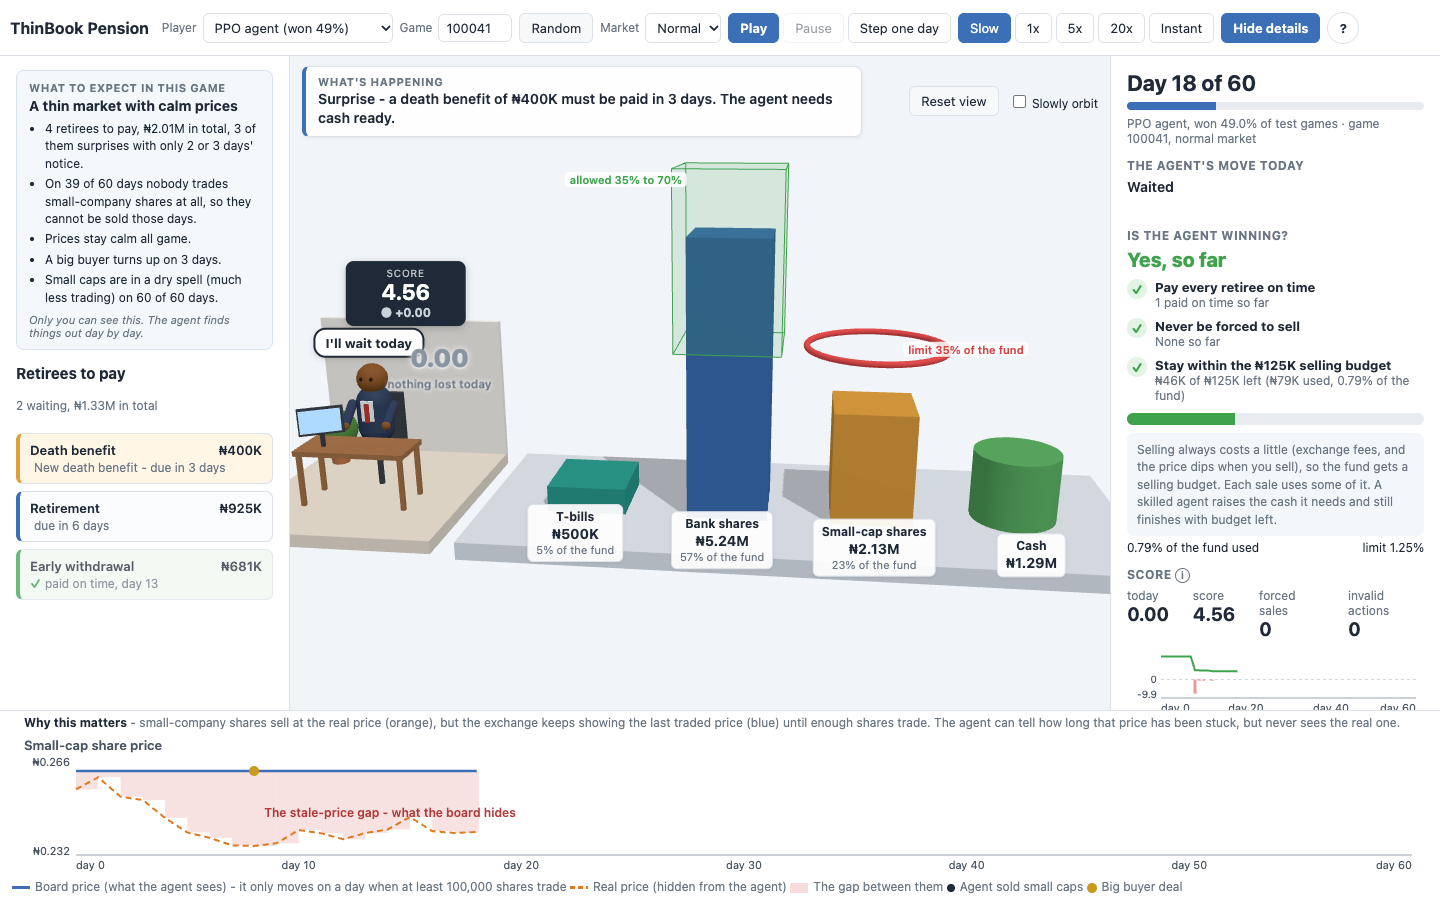 ThinBook Pension
Player
PPO agent (won 49%)
Game
100041
Random
Market
Normal
Play
Pause
Step one day
Slow
1x
5x
20x
Instant
Hide details
?
WHAT TO EXPECT IN THIS GAME
A thin market with calm prices
• 4 retirees to pay, ₦2.01M in total, 3 of
them surprises with only 2 or 3 days'
notice.
• On 39 of 60 days nobody trades
small-company shares at all, so they
cannot be sold those days.
• Prices stay calm all game.
• A big buyer turns up on 3 days.
• Small caps are in a dry spell (much
less trading) on 60 of 60 days.
Only you can see this. The agent finds
things out day by day.
Retirees to pay
2 waiting, ₦1.33M in total
Death benefit ₦400K
New death benefit - due in 3 days
Retirement ₦925K
due in 6 days
Early withdrawal ₦681K
✓ paid on time, day 13
WHAT'S HAPPENING
Surprise - a death benefit of ₦400K must be paid in 3 days. The agent needs
cash ready.
Reset view
Slowly orbit
allowed 35% to 70%
SCORE
4.56
+0.00
I'll wait today
0.00
nothing lost today
limit 35% of the fund
T-bills
₦500K
5% of the fund
Bank shares
₦5.24M
57% of the fund
Small-cap shares
₦2.13M
23% of the fund
Cash
₦1.29M
Day 18 of 60
PPO agent, won 49.0% of test games · game
100041, normal market
THE AGENT'S MOVE TODAY
Waited
IS THE AGENT WINNING?
Yes, so far
Pay every retiree on time
1 paid on time so far
Never be forced to sell
None so far
Stay within the ₦125K selling budget
₦46K of ₦125K left (₦79K used, 0.79% of the
fund)
Selling always costs a little (exchange fees, and
the price dips when you sell), so the fund gets a
selling budget. Each sale uses some of it. A
skilled agent raises the cash it needs and still
finishes with budget left.
0.79% of the fund used
limit 1.25%
SCORE i
today
0.00
score
4.56
forced
sales
0
invalid
actions
0
0
-9.9
day 0 day 20 day 40 day 60
Why this matters - small-company shares sell at the real price (orange), but the exchange keeps showing the last traded price (blue) until enough shares trade. The agent can tell how long that price has been stuck, but never sees the real one.
Small-cap share price
₦0.266
The stale-price gap - what the board hides
₦0.232
day 0 day 10 day 20 day 30 day 40 day 50 day 60
Board price (what the agent sees) - it only moves on a day when at least 100,000 shares trade Real price (hidden from the agent) The gap between them Agent sold small caps Big buyer deal